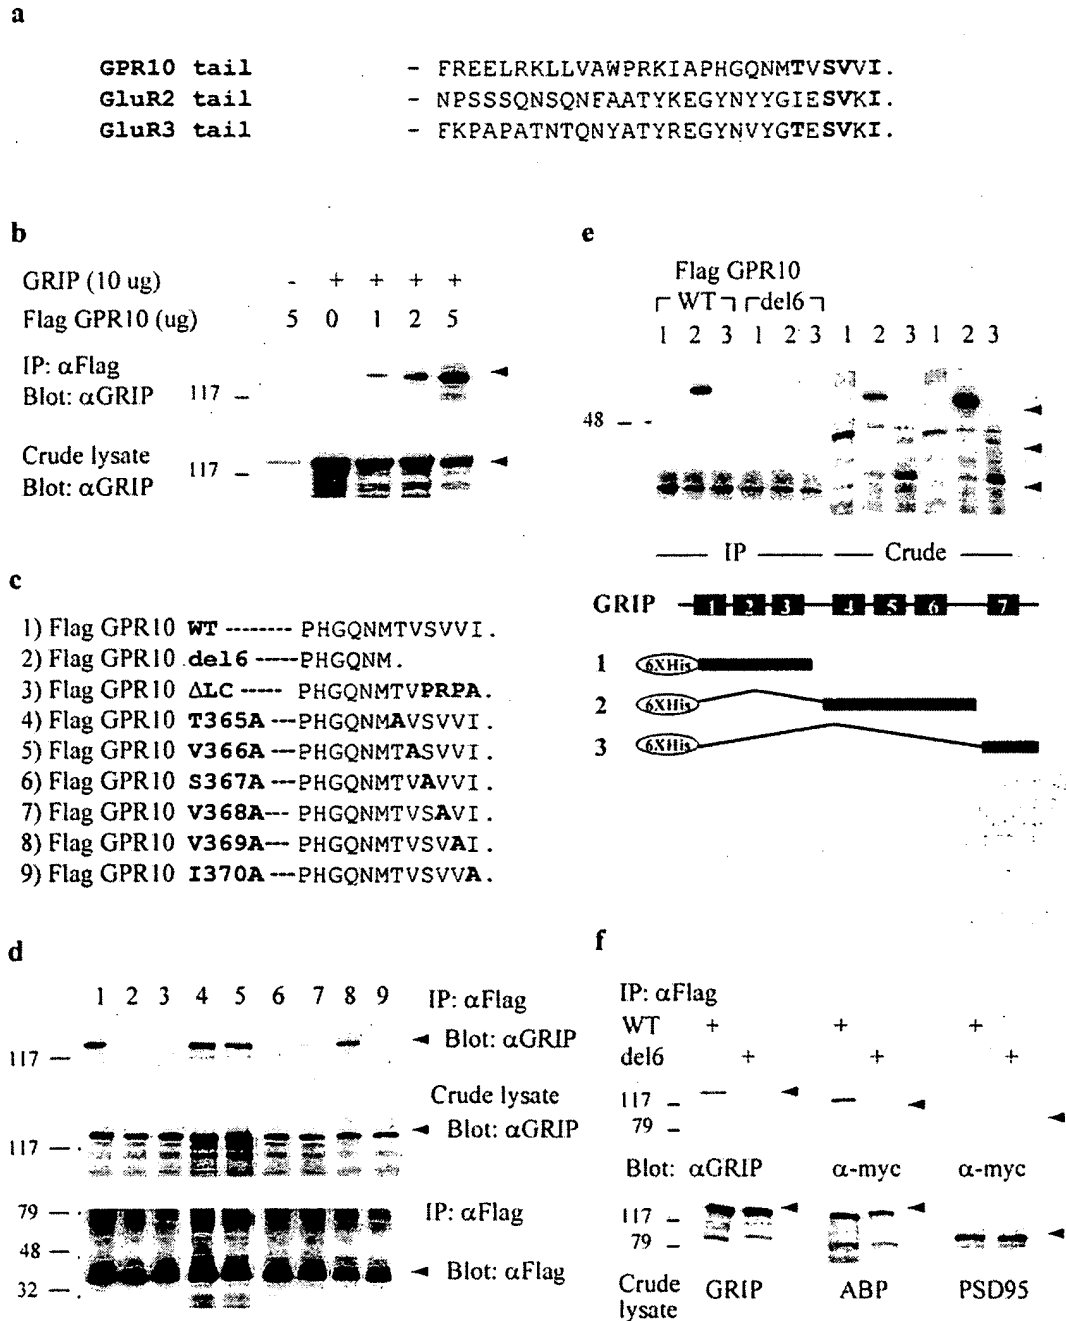 a
GPR10 tail - FREELRKLLVAWPRKIAPHGQNMTVSVVI.
GluR2 tail - NPSSSQNSQNFAATYKEGYNYYGIESVKI.
GluR3 tail - FKPAPATNTQNYATYREGYNVYGTESVKI.
b
GRIP (10 ug) - + + + +
Flag GPR10 (ug) 5 0 1 2 5
IP: αFlag
Blot: αGRIP
117
Crude lysate
Blot: αGRIP
117
c
1) Flag GPR10 WT -------- PHGQNMTVSVVI.
2) Flag GPR10 del6 -----PHGQNM.
3) Flag GPR10 ΔLC ----- PHGQNMTVPRPA.
4) Flag GPR10 T365A --- PHGQNMAVSVVI.
5) Flag GPR10 V366A --- PHGQNMTASVVI.
6) Flag GPR10 S367A --- PHGQNMTVAVVI.
7) Flag GPR10 V368A--- PHGQNMTVSAVI.
8) Flag GPR10 V369A--- PHGQNMTVSVAI.
9) Flag GPR10 I370A ---PHGQNMTVSVVA.
d
1 2 3 4 5 6 7 8 9 IP: αFlag
Blot: αGRIP
117
Crude lysate
Blot: αGRIP
117
79
IP: αFlag
48
Blot: αFlag
32
e
Flag GPR10
WT del6
1 2 3 1 2 3 1 2 3 1 2 3
48
IP Crude
GRIP 1 2 3 4 5 6 7
1 6XHis
2 6XHis
3 6XHis
f
IP: αFlag
WT + + +
del6 + + +
117
79
Blot: αGRIP α-myc α-myc
117
79
Crude lysate GRIP ABP PSD95